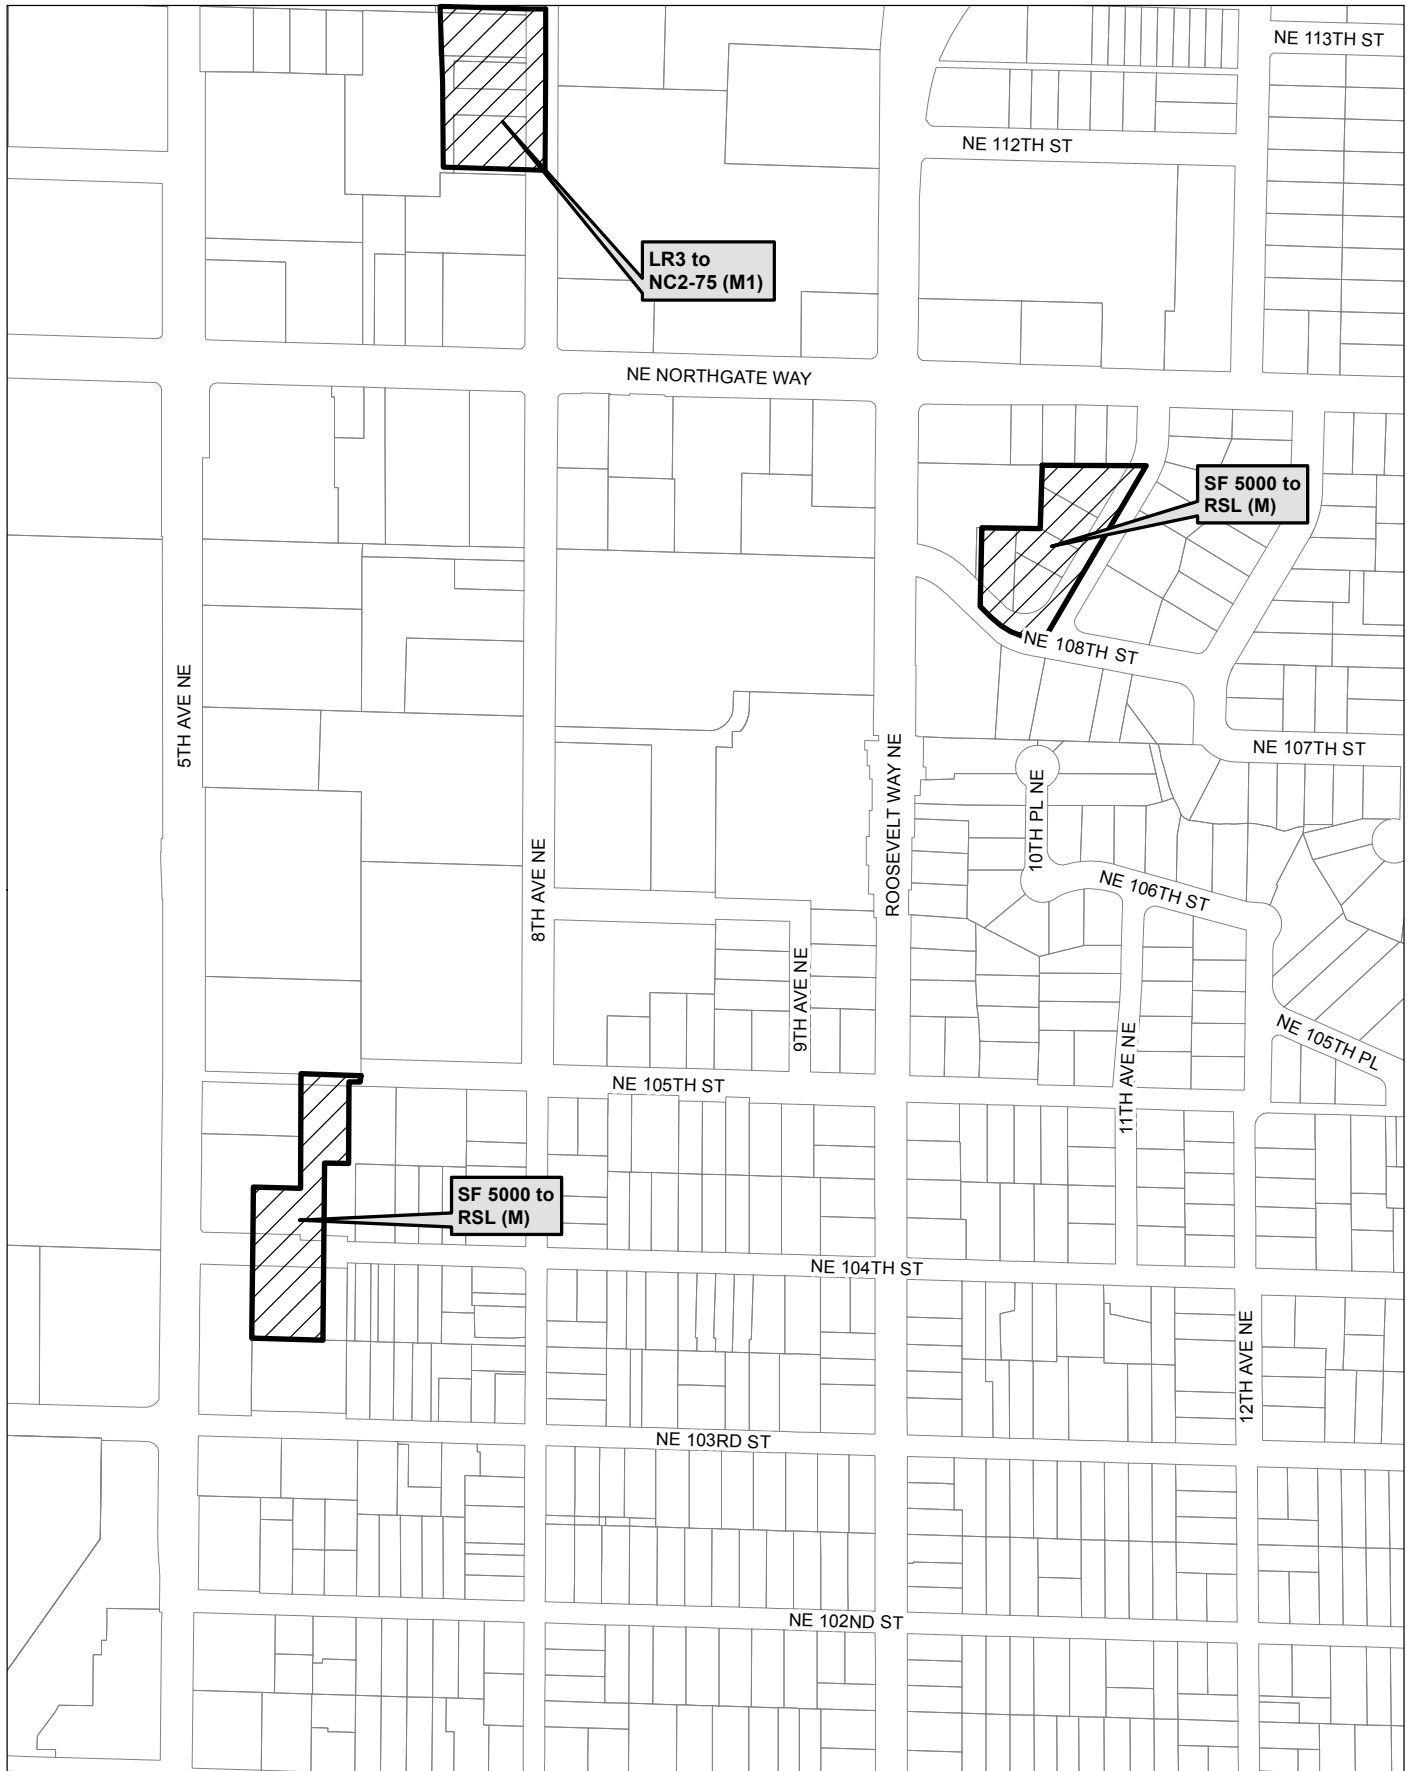 NE 113TH ST
NE 112TH ST
LR3 to
NC2-75 (M1)
NE NORTHGATE WAY
SF 5000 to
RSL (M)
NE 108TH ST
5TH AVE NE
ROOSEVELT WAY NE
NE 107TH ST
10TH PL NE
8TH AVE NE
NE 106TH ST
9TH AVE NE
11TH AVE NE
NE 105TH PL
NE 105TH ST
SF 5000 to
RSL (M)
NE 104TH ST
12TH AVE NE
NE 103RD ST
NE 102ND ST